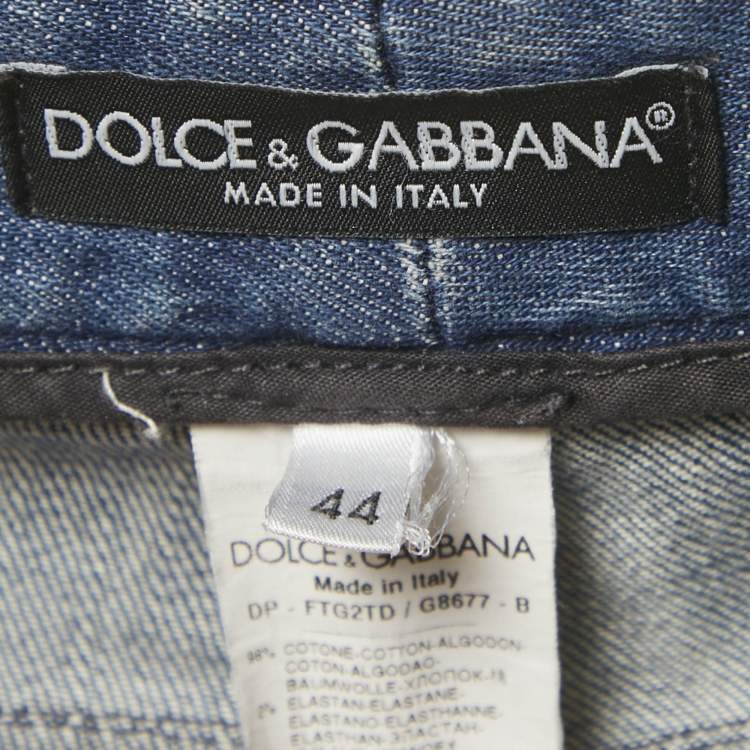 DOLCE & GABBANA®
MADE IN ITALY
44
DOLCE & GABBANA
Made in Italy
DP - FTG2TD / G8677 - B
98% COTONE-COTTON-ALGODON-
COTON-ALGODAO-
BAUMWOLLE-ХЛОПОК-棉
2% ELASTAN-ELASTANE-
ELASTANO-ELASTHANNE-
ELASTHAN-ЭЛАСТАН-